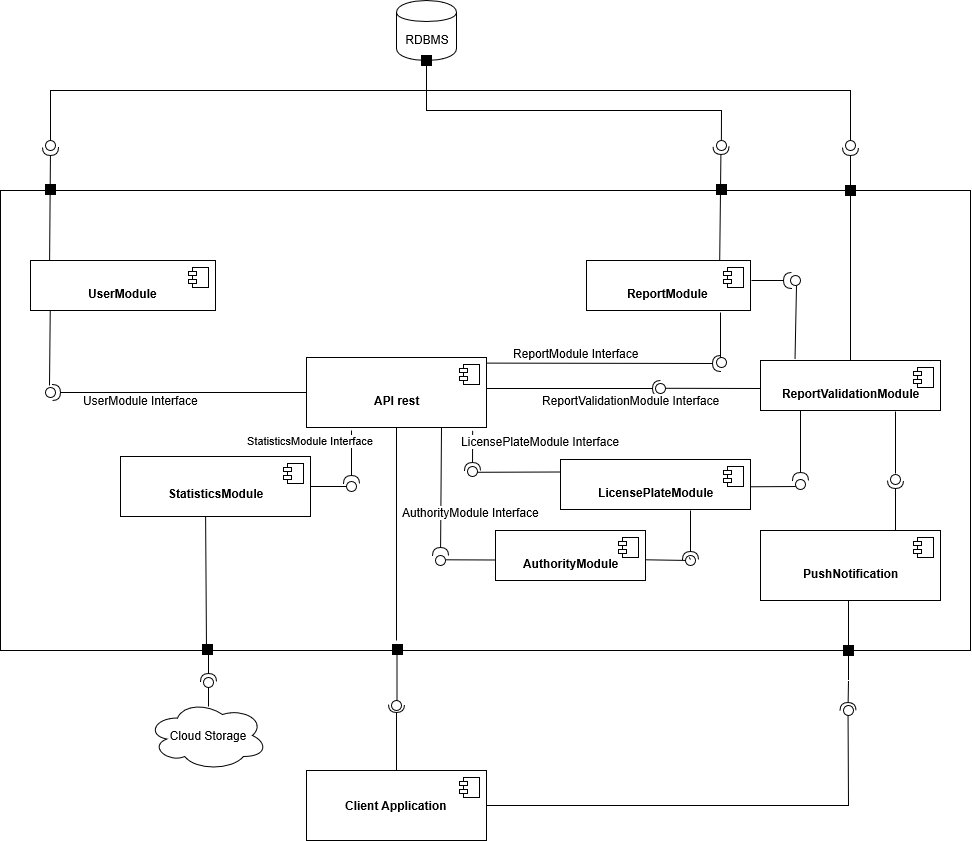 RDBMS
UserModule
ReportModule
ReportModule Interface
API rest
ReportValidationModule
UserModule Interface
ReportValidationModule Interface
StatisticsModule Interface
LicensePlateModule Interface
StatisticsModule
LicensePlateModule
AuthorityModule Interface
AuthorityModule
PushNotification
Cloud Storage
Client Application